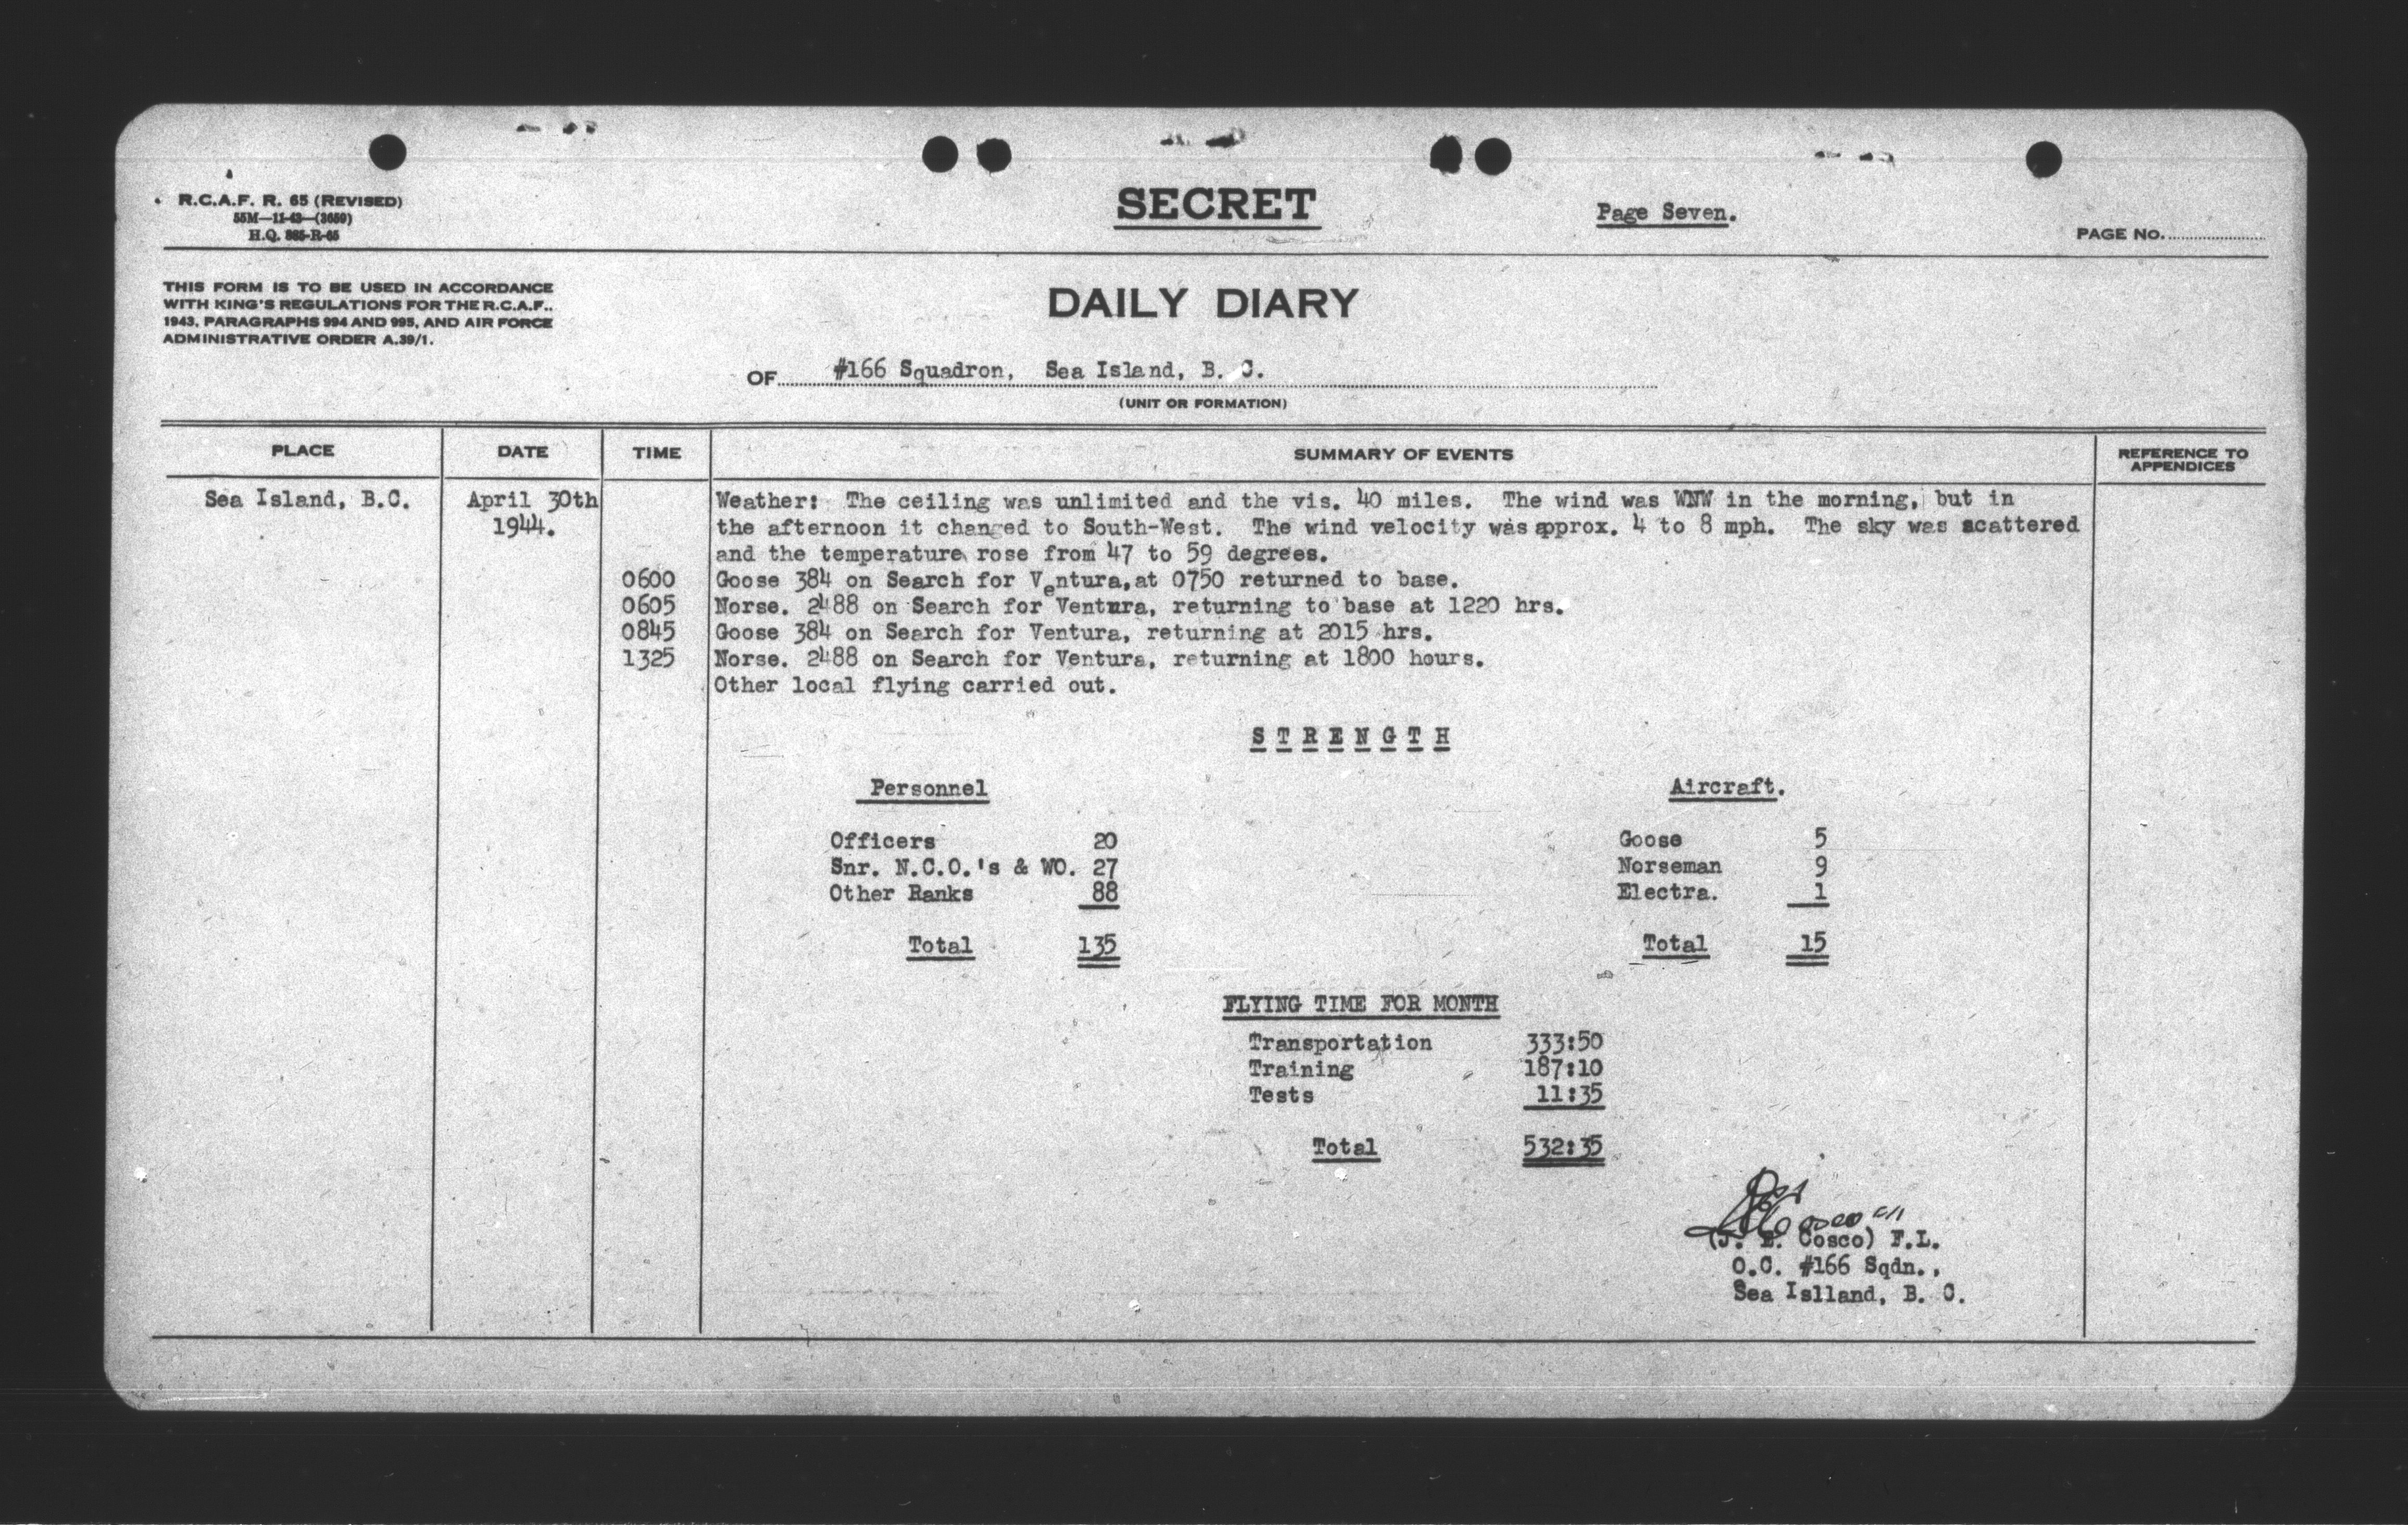 R.C.A.F. R. 65 (REVISED)
55M—11-43—(3659)
H.Q. 885-R-65
SECRET
Page Seven.
PAGE NO.
THIS FORM IS TO BE USED IN ACCORDANCE
WITH KING'S REGULATIONS FOR THE R.C.A.F.,
1943, PARAGRAPHS 994 AND 995, AND AIR FORCE
ADMINISTRATIVE ORDER A.39/1.
DAILY DIARY
OF #166 Squadron, Sea Island, B. C.
(UNIT OR FORMATION)
PLACE DATE TIME SUMMARY OF EVENTS REFERENCE TO APPENDICES
Sea Island, B.C. April 30th Weather: The ceiling was unlimited and the vis. 40 miles. The wind was WNW in the morning, but in
1944. the afternoon it changed to South-West. The wind velocity was approx. 4 to 8 mph. The sky was scattered
and the temperature rose from 47 to 59 degrees.
0600 Goose 384 on Search for Ventura, at 0750 returned to base.
0605 Norse. 2488 on Search for Ventura, returning to base at 1220 hrs.
0845 Goose 384 on Search for Ventura, returning at 2015 hrs.
1325 Norse. 2488 on Search for Ventura, returning at 1800 hours.
Other local flying carried out.
S T R E N G T H
Personnel Aircraft.
Officers 20 Goose 5
Snr. N.C.O.'s & WO. 27 Norseman 9
Other Ranks 88 Electra. 1
Total 135 Total 15
FLYING TIME FOR MONTH
Transportation 333:50
Training 187:10
Tests 11:35
Total 532:35
(J. E. Cosco) F.L.
O.C. #166 Sqdn.,
Sea Islland, B. C.